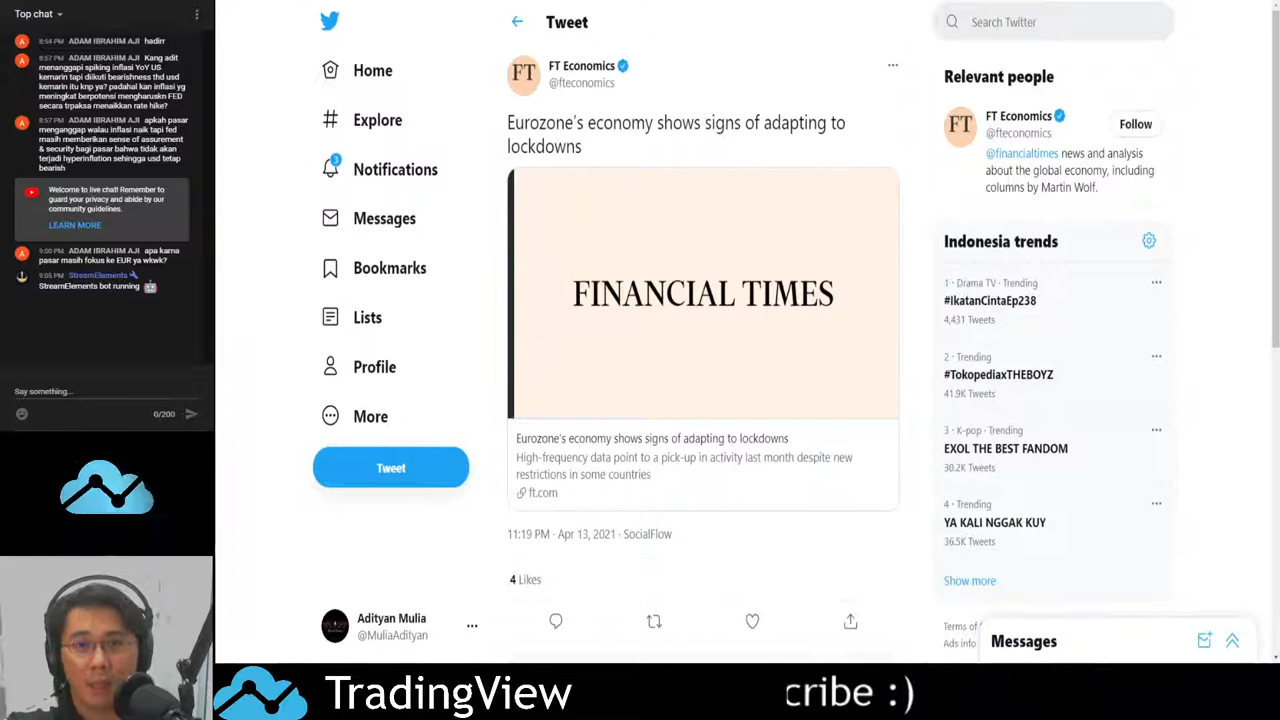 Top chat
8:54 PM ADAM IBRAHIM AJI hadirr
8:57 PM ADAM IBRAHIM AJI Kang adit
menanggapi spiking inflasi YoY US
kemarin tapi diikuti bearishness thd usd
kemarin itu knp ya? padahal kan inflasi yg
meningkat berpotensi mengharuskn FED
secara trpaksa menaikkan rate hike?
8:57 PM ADAM IBRAHIM AJI apkah pasar
menganggap walau inflasi naik tapi fed
masih memberikan sense of assurement
& security bagi pasar bahwa tidak akan
terjadi hyperinflation sehingga usd tetap
bearish
Welcome to live chat! Remember to
guard your privacy and abide by our
community guidelines.
LEARN MORE
9:00 PM ADAM IBRAHIM AJI apa karna
pasar masih fokus ke EUR ya wkwk?
9:05 PM StreamElements
StreamElements bot running
Say something...
0/200
Home
Explore
3
Notifications
Messages
Bookmarks
Lists
Profile
More
Tweet
Adityan Mulia
@MuliaAdityan
Tweet
FT
FT Economics
@fteconomics
Eurozone's economy shows signs of adapting to
lockdowns
FINANCIAL TIMES
Eurozone's economy shows signs of adapting to lockdowns
High-frequency data point to a pick-up in activity last month despite new
restrictions in some countries
ft.com
11:19 PM · Apr 13, 2021 · SocialFlow
4 Likes
Search Twitter
Relevant people
FT
FT Economics
@fteconomics
Follow
@financialtimes news and analysis
about the global economy, including
columns by Martin Wolf.
Indonesia trends
1 · Drama TV · Trending
#IkatanCintaEp238
4,431 Tweets
2 · Trending
#TokopediaxTHEBOYZ
41.9K Tweets
3 · K-pop · Trending
EXOL THE BEST FANDOM
30.2K Tweets
4 · Trending
YA KALI NGGAK KUY
36.5K Tweets
Show more
Terms of
Ads info
Messages
TradingView
cribe :)